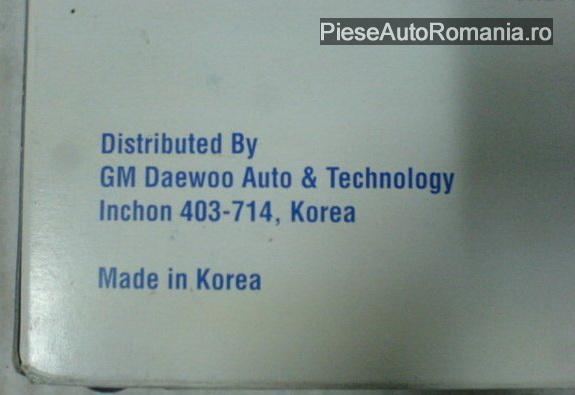 PieseAutoRomania.ro
Distributed By
GM Daewoo Auto & Technology
Inchon 403-714, Korea
Made in Korea